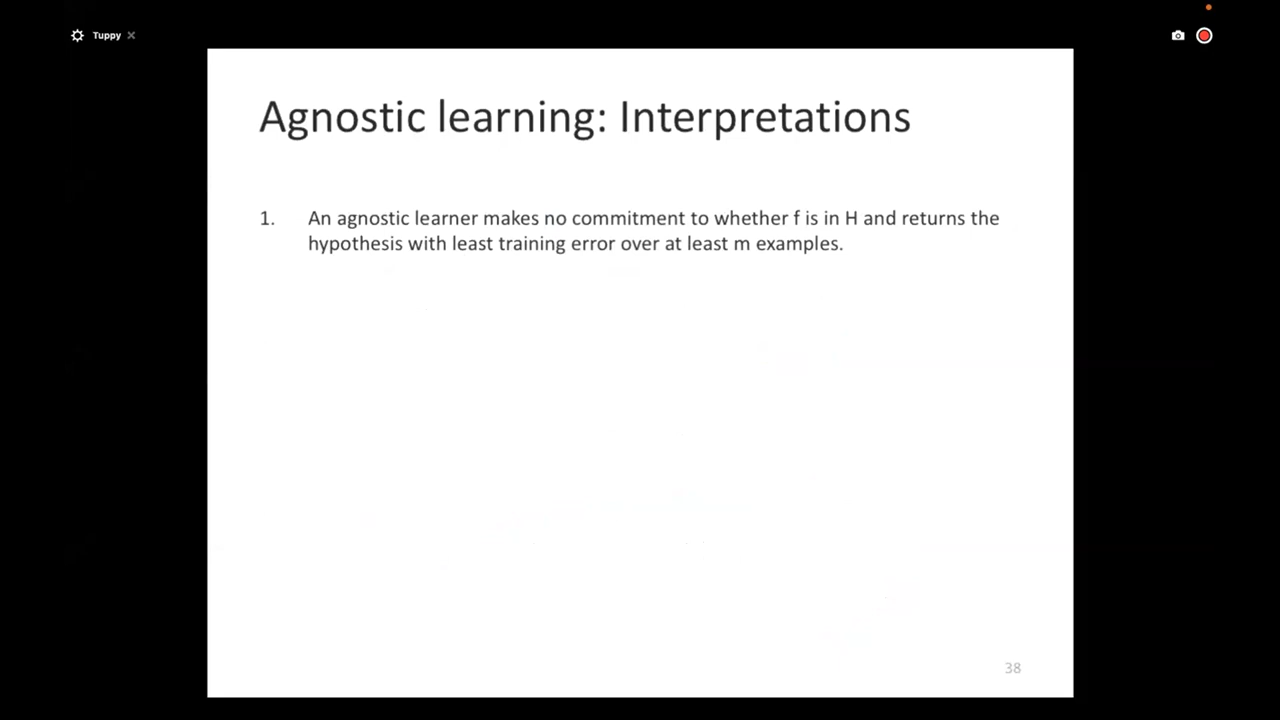 Tuppy
Agnostic learning: Interpretations
1. An agnostic learner makes no commitment to whether f is in H and returns the
hypothesis with least training error over at least m examples.
38